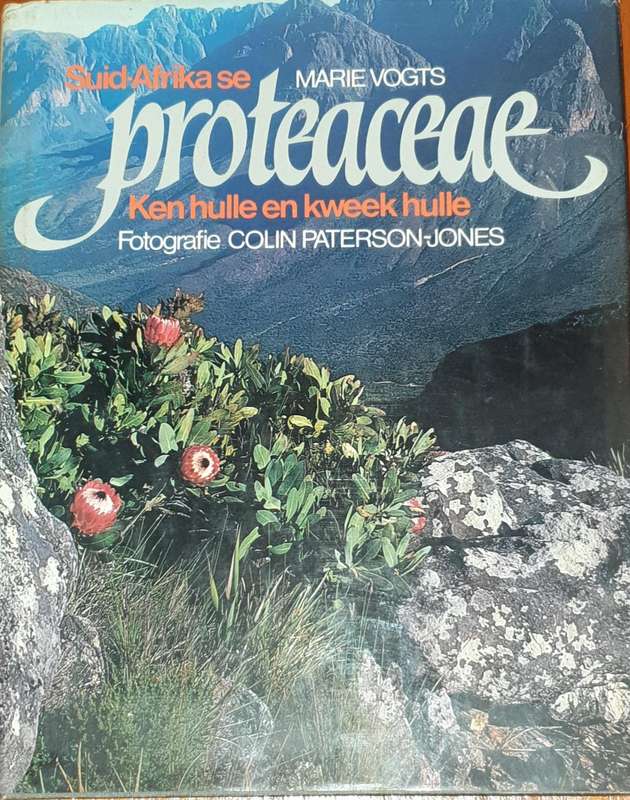 Suid-Afrika se MARIE VOGTS
proteaceae
Ken hulle en kweek hulle
Fotografie COLIN PATERSON-JONES